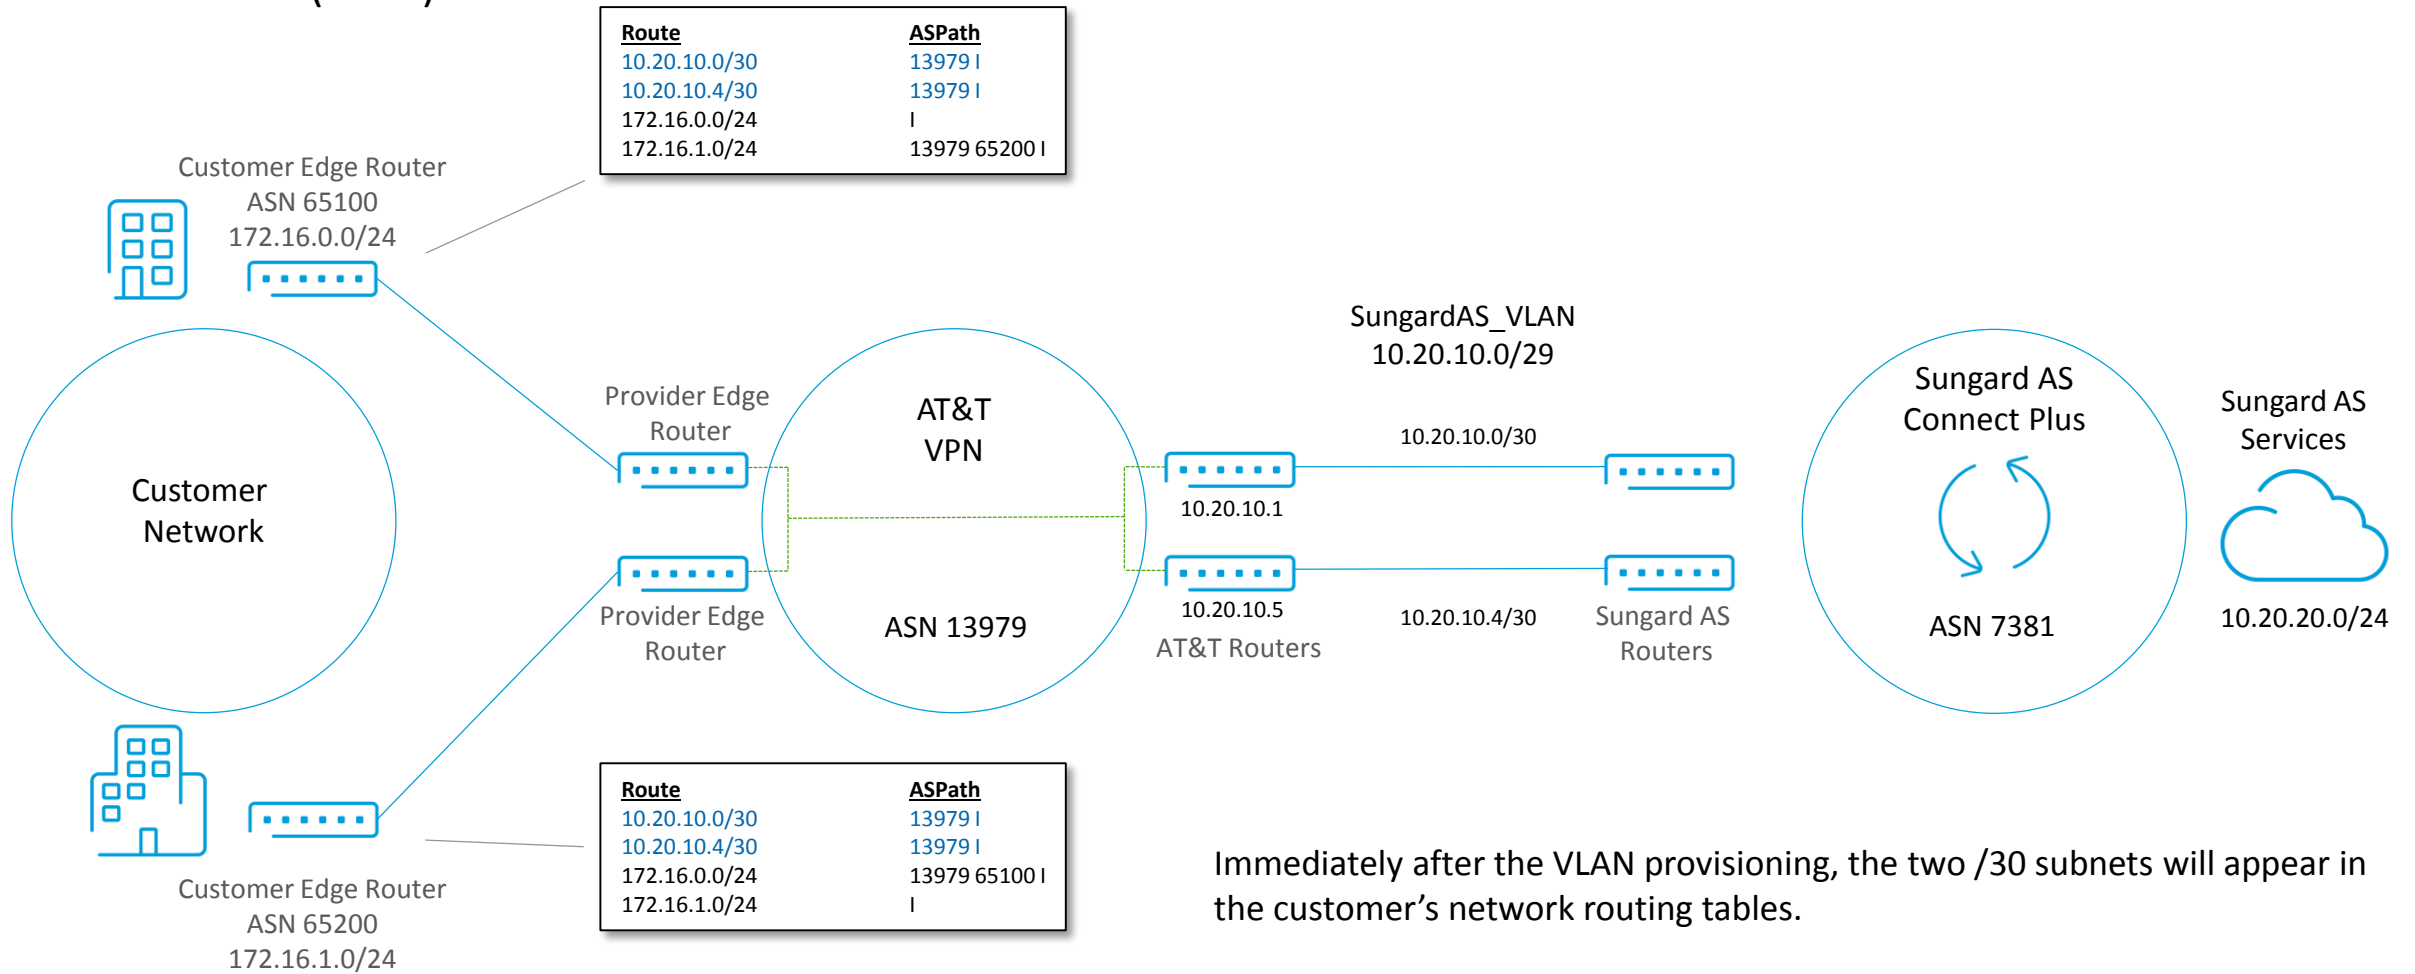 Route ASPath
10.20.10.0/30 13979 I
10.20.10.4/30 13979 I
172.16.0.0/24 I
172.16.1.0/24 13979 65200 I
Customer Edge Router
ASN 65100
172.16.0.0/24
SungardAS_VLAN
10.20.10.0/29
Customer
Network
Provider Edge
Router
AT&T
VPN
10.20.10.0/30
10.20.10.1
Sungard AS
Connect Plus
Sungard AS
Services
Provider Edge
Router
ASN 13979
10.20.10.5
AT&T Routers
10.20.10.4/30
Sungard AS
Routers
ASN 7381
10.20.20.0/24
Route ASPath
10.20.10.0/30 13979 I
10.20.10.4/30 13979 I
172.16.0.0/24 13979 65100 I
172.16.1.0/24 I
Customer Edge Router
ASN 65200
172.16.1.0/24
Immediately after the VLAN provisioning, the two /30 subnets will appear in
the customer’s network routing tables.